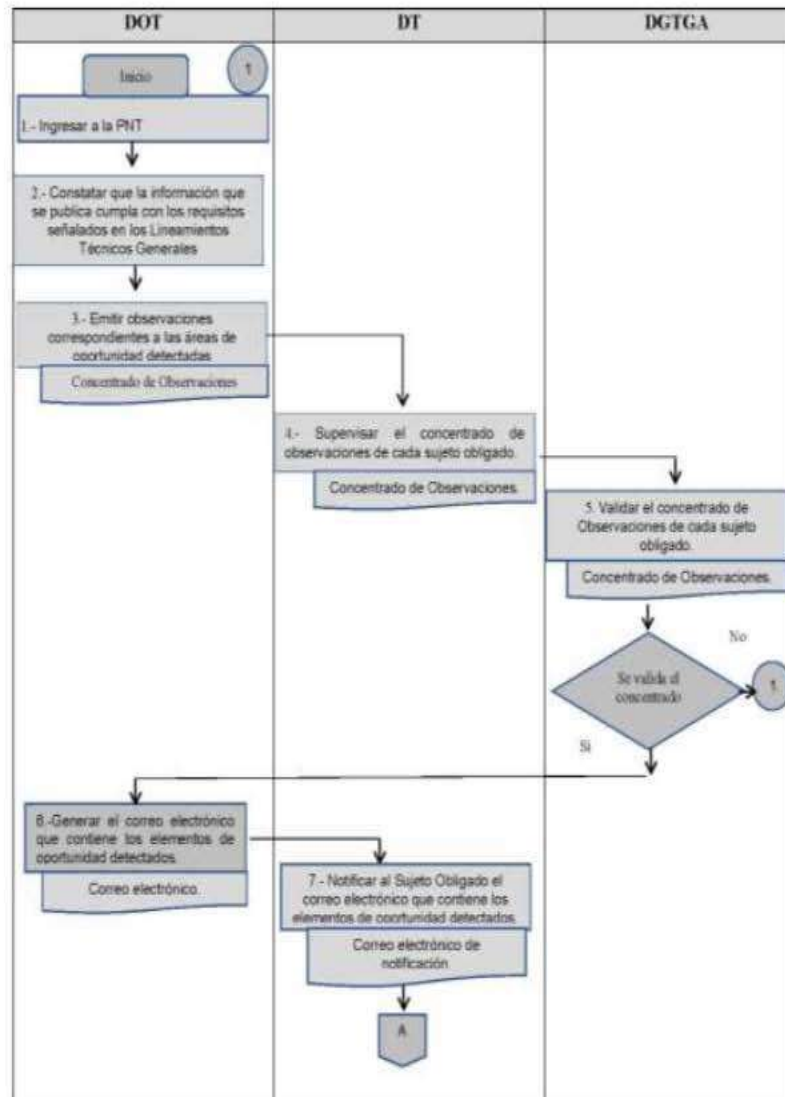 DOT
DT
DGTGA
Inicio
1
1.- Ingresar a la PNT
2.- Constatar que la información que
se publica cumpla con los requisitos
señalados en los Lineamientos
Técnicos Generales
3.- Emitir observaciones
correspondientes a las áreas de
oportunidad detectadas
Concentrado de Observaciones
4.- Supervisar el concentrado de
observaciones de cada sujeto obligado.
Concentrado de Observaciones.
5. Validar el concentrado de
Observaciones de cada sujeto
obligado.
Concentrado de Observaciones.
No
Se valida el
concentrado
1
Si
6.-Generar el correo electrónico
que contiene los elementos de
oportunidad detectados.
Correo electrónico.
7.- Notificar al Sujeto Obligado el
correo electrónico que contiene los
elementos de oportunidad detectados.
Correo electrónico de
notificación
A